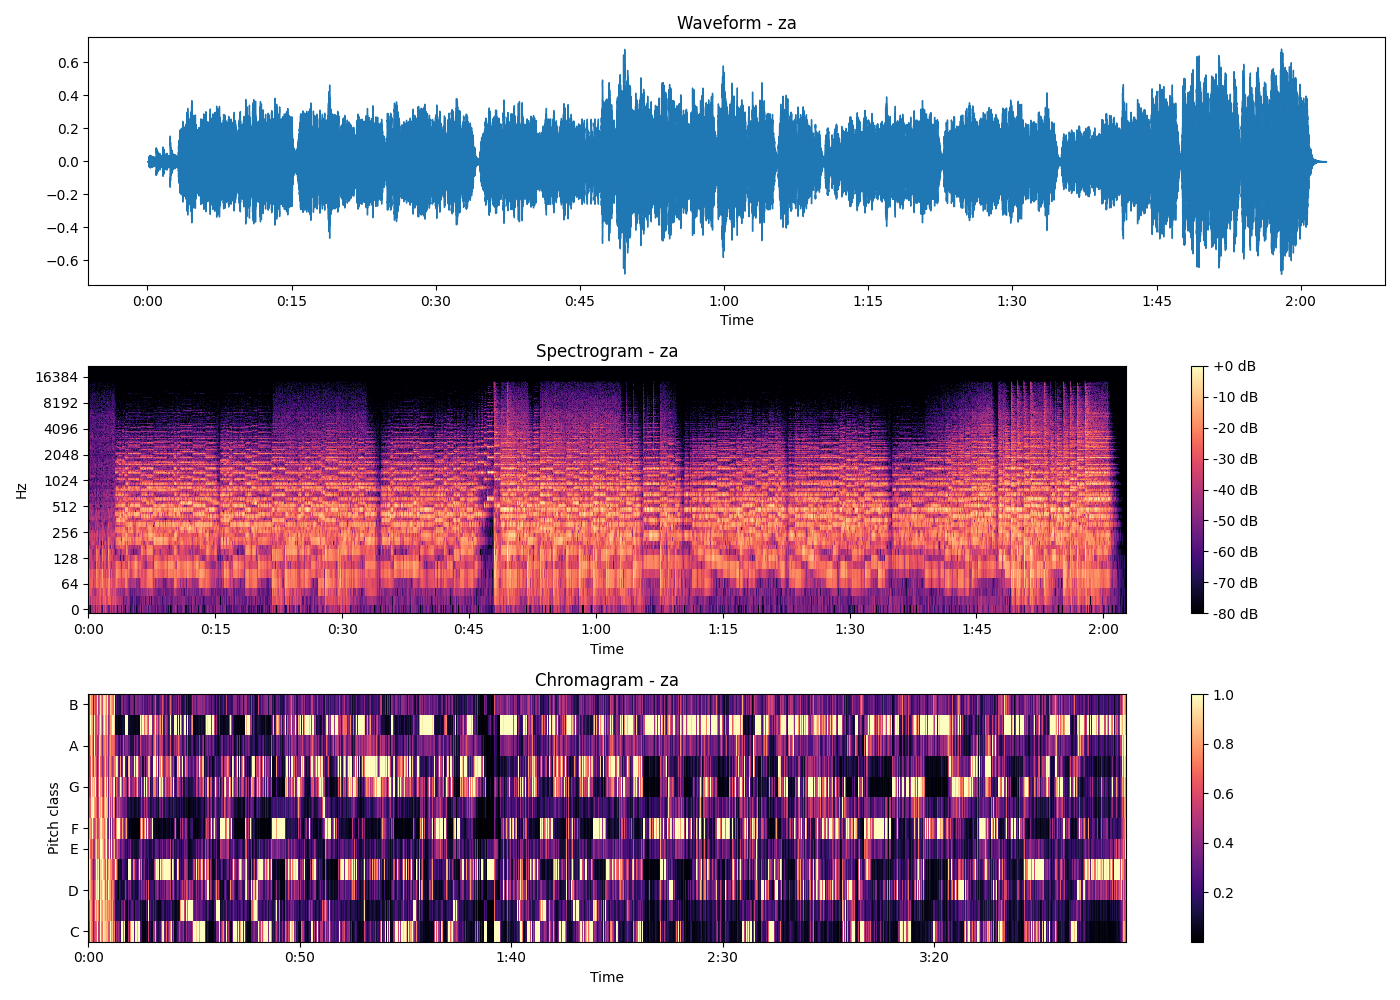 Waveform - za
0.6
0.4
0.2
0.0
−0.2
−0.4
−0.6
0:00 0:15 0:30 0:45 1:00 1:15 1:30 1:45 2:00
Time
Spectrogram - za
Hz
16384
8192
4096
2048
1024
512
256
128
64
0
0:00 0:15 0:30 0:45 1:00 1:15 1:30 1:45 2:00
Time
+0 dB
-10 dB
-20 dB
-30 dB
-40 dB
-50 dB
-60 dB
-70 dB
-80 dB
Chromagram - za
Pitch class
B
A
G
F
E
D
C
0:00 0:50 1:40 2:30 3:20
Time
1.0
0.8
0.6
0.4
0.2